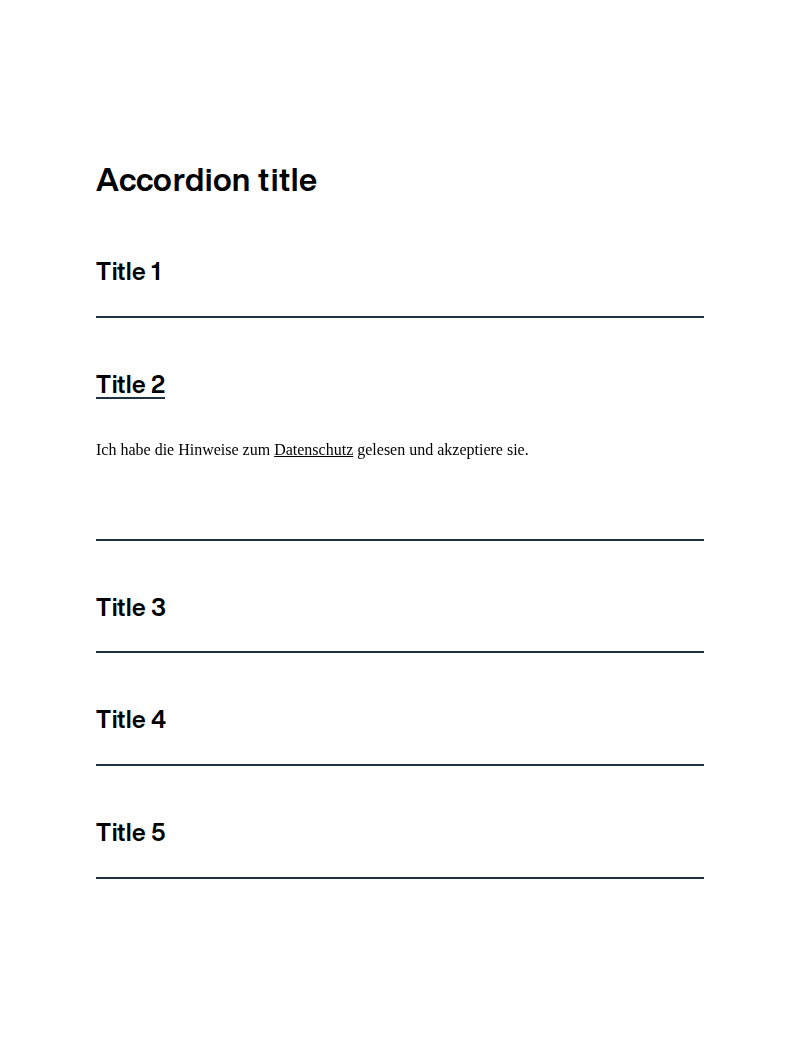 Accordion title
Title 1
Title 2
Ich habe die Hinweise zum Datenschutz gelesen und akzeptiere sie.
Title 3
Title 4
Title 5